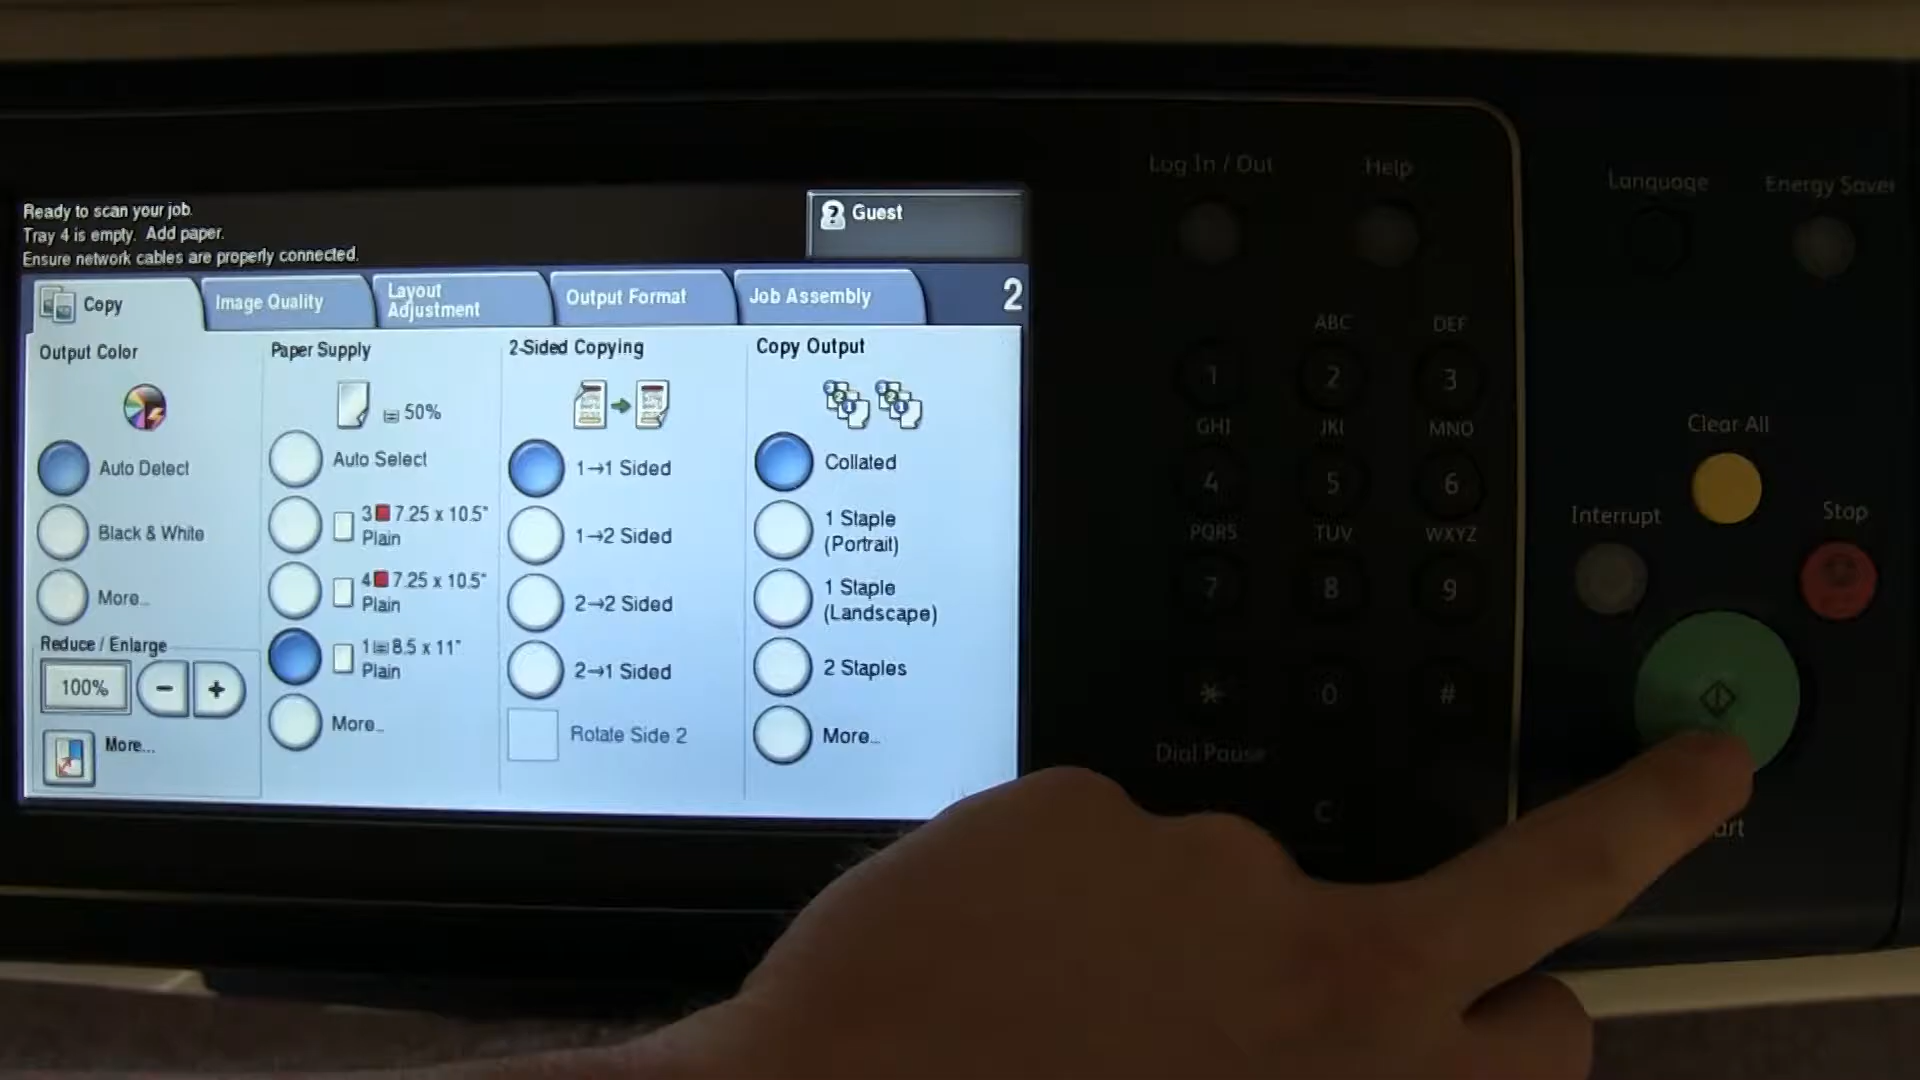 Ready to scan your job.
Tray 4 is empty. Add paper.
Ensure network cables are properly connected.
Guest
Copy
Image Quality
Layout
Adjustment
Output Format
Job Assembly
2
Output Color
Auto Detect
Black & White
More...
Reduce / Enlarge
100%
- +
More...
Paper Supply
50%
Auto Select
3 7.25 x 10.5"
Plain
4 7.25 x 10.5"
Plain
1 8.5 x 11"
Plain
More...
2-Sided Copying
1→1 Sided
1→2 Sided
2→2 Sided
2→1 Sided
Rotate Side 2
Copy Output
Collated
1 Staple
(Portrait)
1 Staple
(Landscape)
2 Staples
More...
Log In / Out
Help
Language
Energy Saver
ABC DEF
1 2 3
GHI JKL MNO
4 5 6
PQRS TUV WXYZ
7 8 9
* 0 #
Dial Pause
C
Clear All
Interrupt
Stop
art